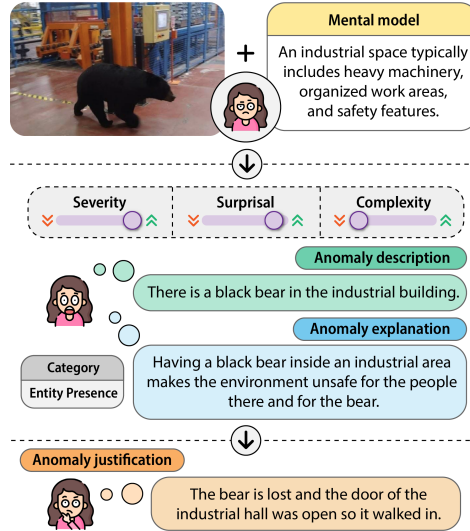 Mental model
An industrial space typically
includes heavy machinery,
organized work areas,
and safety features.
+
Severity
Surprisal
Complexity
Anomaly description
There is a black bear in the industrial building.
Anomaly explanation
Category
Entity Presence
Having a black bear inside an industrial area
makes the environment unsafe for the people
there and for the bear.
Anomaly justification
The bear is lost and the door of the
industrial hall was open so it walked in.